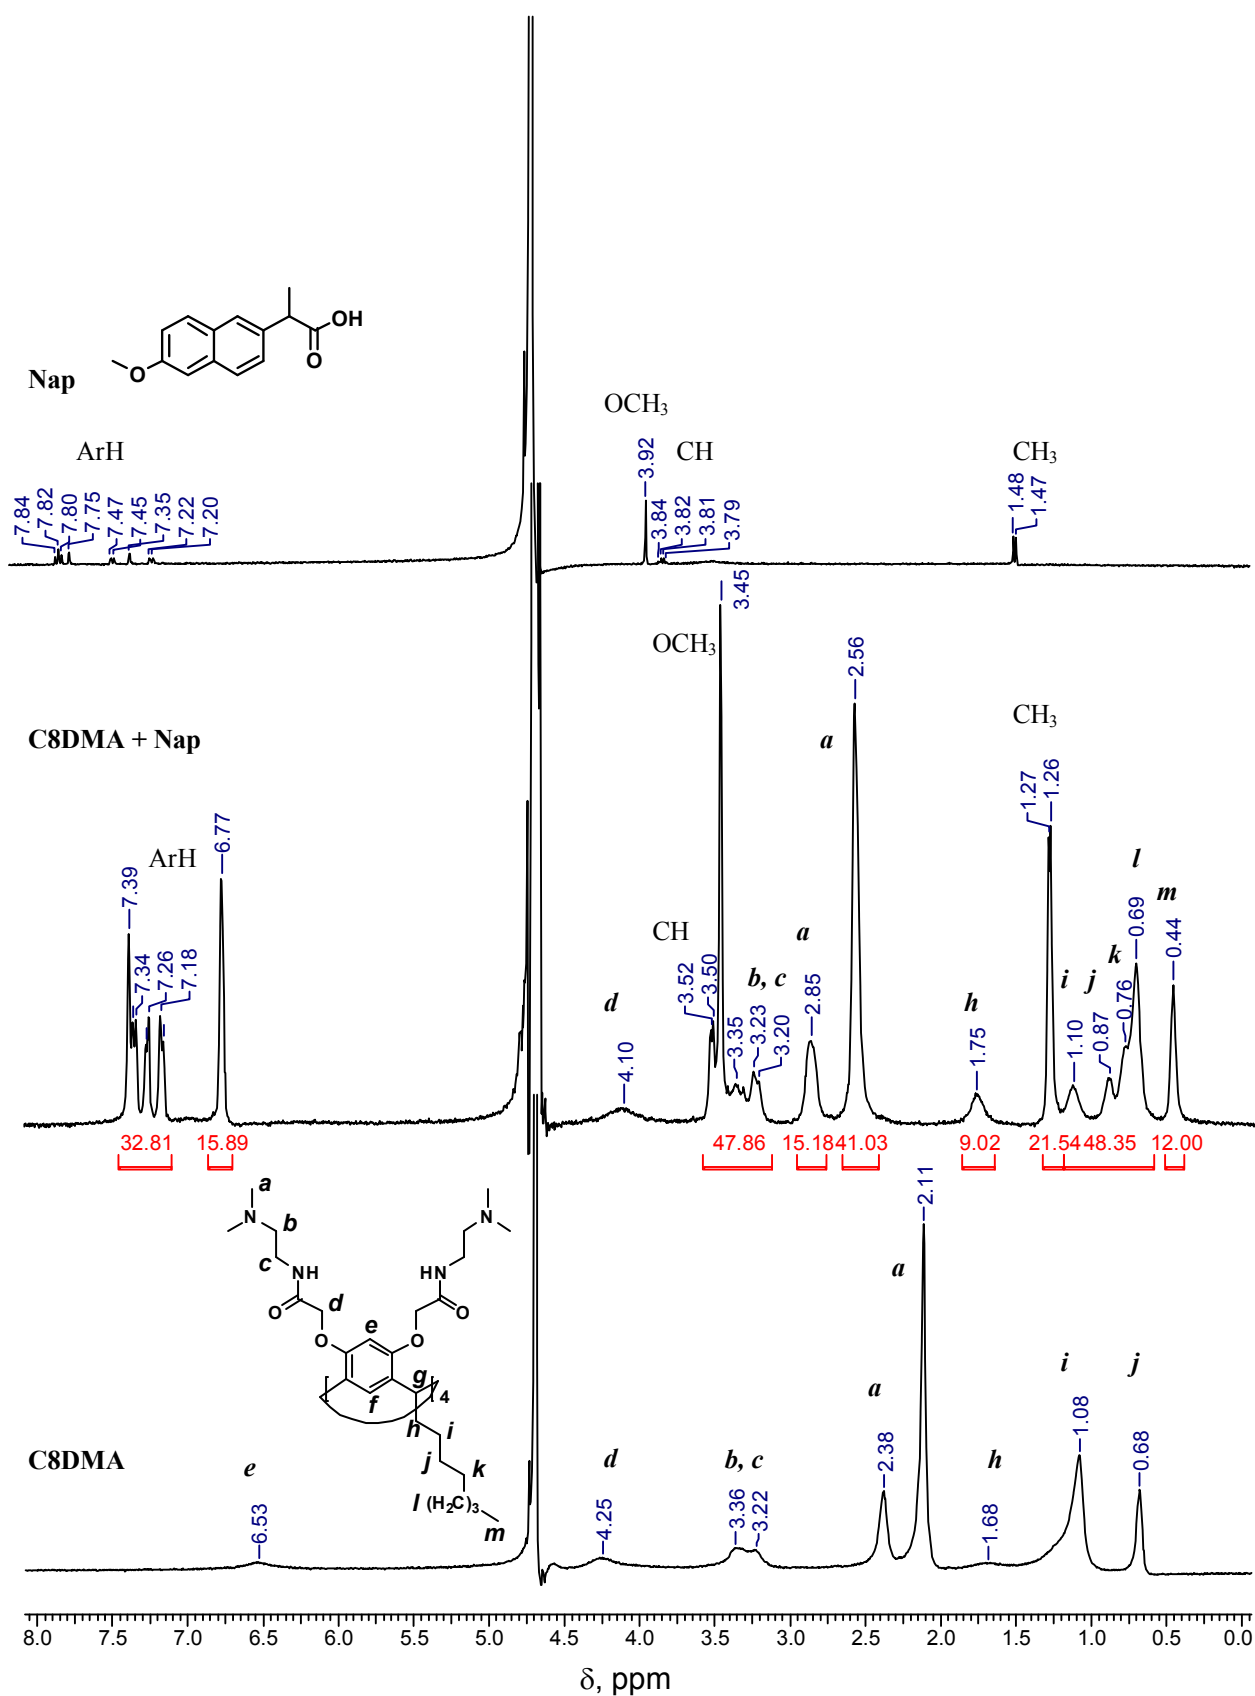 OH
O
O
Nap
OCH₃
ArH
CH
CH₃
7.84
7.82
7.80
7.75
7.47
7.45
7.35
7.22
7.20
3.92
3.84
3.82
3.81
3.79
1.48
1.47
3.45
OCH₃
2.56
C8DMA + Nap
a
CH₃
1.27
1.26
ArH
6.77
7.39
7.34
7.26
7.18
CH
3.52
3.50
3.35
3.23
3.20
d
b, c
a
4.10
2.85
h
1.75
i
j
k
l
m
1.10
0.87
0.76
0.69
0.44
32.81
15.89
47.86
15.18
41.03
9.02
21.54
48.35
12.00
a
N
N
b
c
NH
HN
O
d
O
O
e
O
g
4
f
h
i
j
k
l (H₂C)₃
m
C8DMA
e
6.53
d
4.25
b, c
3.36
3.22
a
2.38
a
2.11
h
1.68
i
1.08
j
0.68
8.0 7.5 7.0 6.5 6.0 5.5 5.0 4.5 4.0 3.5 3.0 2.5 2.0 1.5 1.0 0.5 0.0
δ, ppm